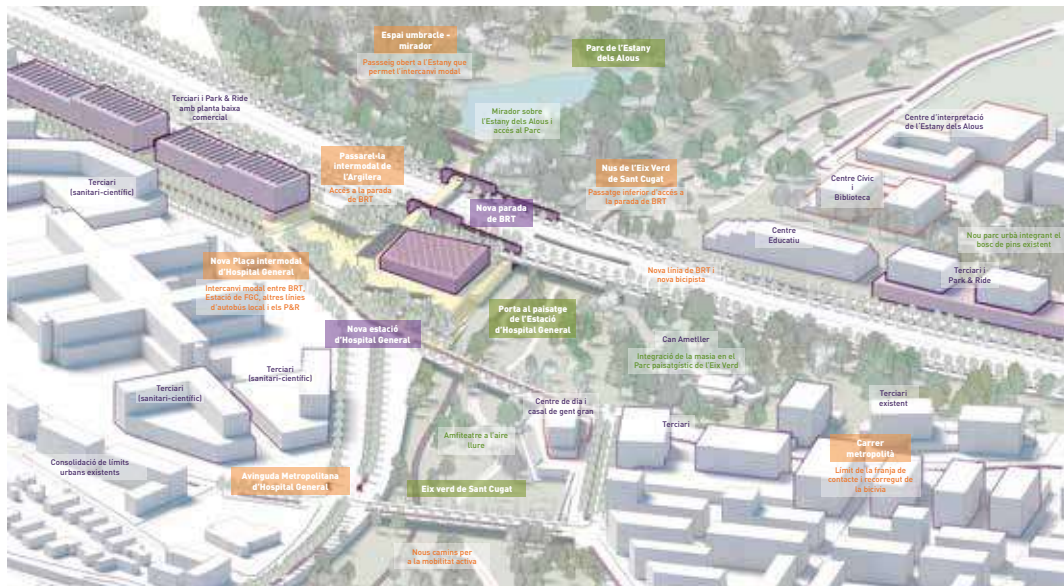 Espai umbracle -
mirador
Passseig obert a l'Estany que
permet l'intercanvi modal
Parc de l'Estany
dels Alous
Terciari i Park & Ride
amb planta baixa
comercial
Mirador sobre
l'Estany dels Alous i
accés al Parc
Centre d'interpretació
de l'Estany dels Alous
Passarel·la
intermodal de
l'Argilera
Accés a la parada
de BRT
Nus de l'Eix Verd
de Sant Cugat
Passatge inferior d'accés a
la parada de BRT
Terciari
(sanitari-científic)
Centre Cívic
i
Biblioteca
Nova parada
de BRT
Centre
Educatiu
Nou parc urbà integrant el
bosc de pins existent
Nova Plaça intermodal
d'Hospital General
Intercanvi modal entre BRT,
Estació de FGC, altres línies
d'autobús local i els P&R
Nova línia de BRT i
nova bicipista
Terciari i
Park & Ride
Porta al paisatge
de l'Estació
d'Hospital General
Nova estació
d'Hospital General
Can Ametller
Integració de la masia en el
Parc paisatgístic de l'Eix Verd
Terciari
(sanitari-científic)
Terciari
(sanitari-científic)
Centre de dia i
casal de gent gran
Terciari
existent
Terciari
Amfiteatre a l'aire
lliure
Carrer
metropolità
Límit de la franja de
contacte i recorregut de
la bicivia
Consolidació de límits
urbans existents
Avinguda Metropolitana
d'Hospital General
Eix verd de Sant Cugat
Nous camins per
a la mobilitat activa